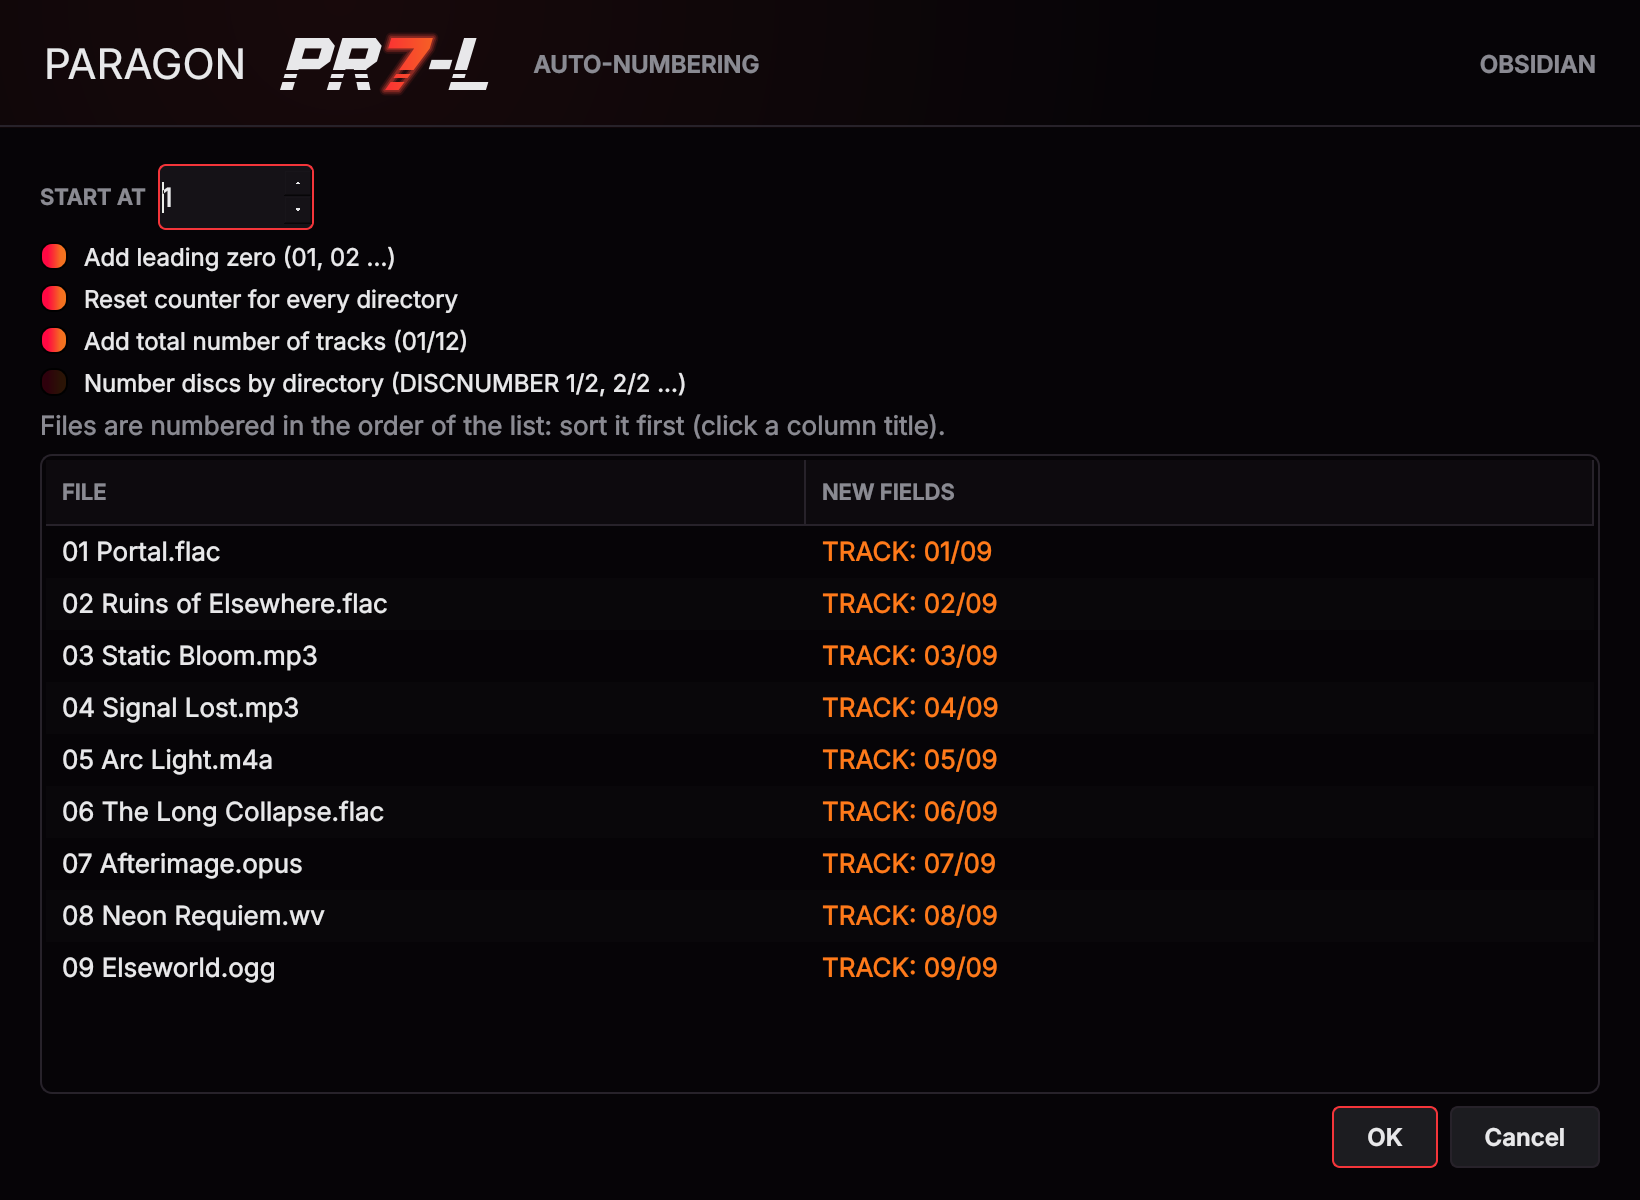 PARAGON PR7-L AUTO-NUMBERING OBSIDIAN
START AT 1
Add leading zero (01, 02 ...)
Reset counter for every directory
Add total number of tracks (01/12)
Number discs by directory (DISCNUMBER 1/2, 2/2 ...)
Files are numbered in the order of the list: sort it first (click a column title).
FILE NEW FIELDS
01 Portal.flac TRACK: 01/09
02 Ruins of Elsewhere.flac TRACK: 02/09
03 Static Bloom.mp3 TRACK: 03/09
04 Signal Lost.mp3 TRACK: 04/09
05 Arc Light.m4a TRACK: 05/09
06 The Long Collapse.flac TRACK: 06/09
07 Afterimage.opus TRACK: 07/09
08 Neon Requiem.wv TRACK: 08/09
09 Elseworld.ogg TRACK: 09/09
OK Cancel